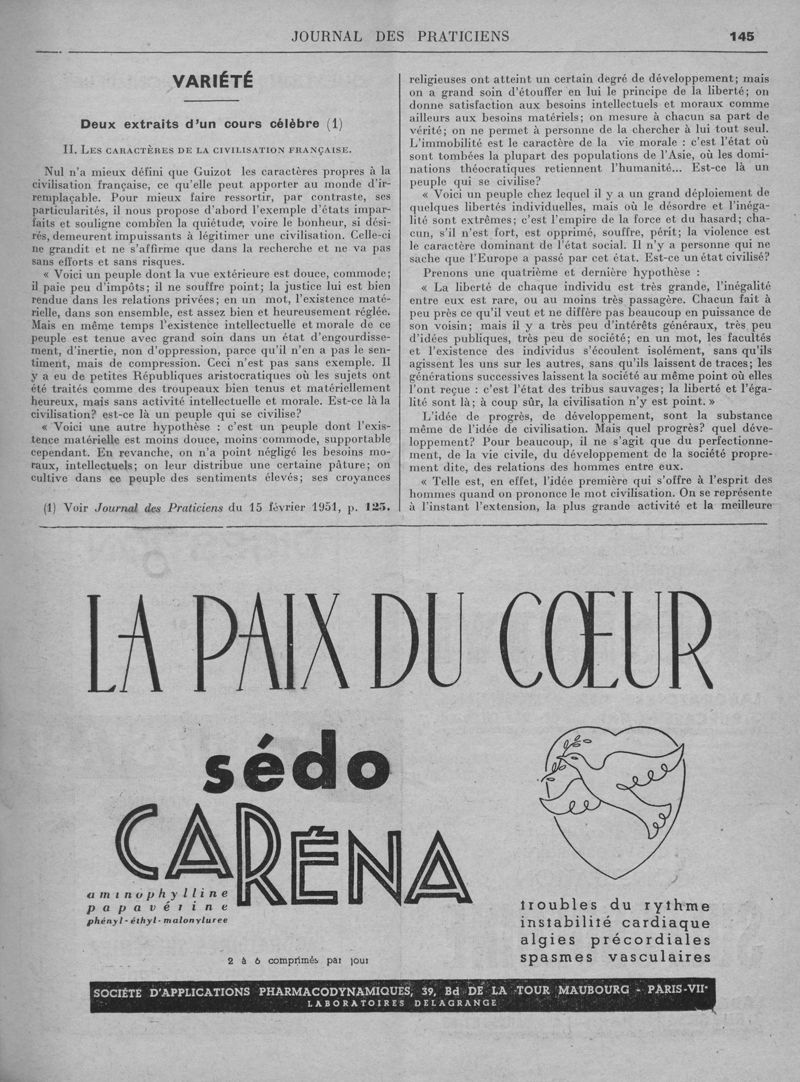 JOURNAL DES PRATICIENS
145
VARIÉTÉ
Deux extraits d'un cours célèbre (1)
II. LES CARACTÈRES DE LA CIVILISATION FRANÇAISE.
Nul n'a mieux défini que Guizot les caractères propres à la
civilisation française, ce qu'elle peut apporter au monde d'ir-
remplaçable. Pour mieux faire ressortir, par contraste, ses
particularités, il nous propose d'abord l'exemple d'états impar-
faits et souligne combien la quiétude, voire le bonheur, si dési-
rés, demeurent impuissants à légitimer une civilisation. Celle-ci
ne grandit et ne s'affirme que dans la recherche et ne va pas
sans efforts et sans risques.
« Voici un peuple dont la vue extérieure est douce, commode;
il paie peu d'impôts; il ne souffre point; la justice lui est bien
rendue dans les relations privées; en un mot, l'existence maté-
rielle, dans son ensemble, est assez bien et heureusement réglée.
Mais en même temps l'existence intellectuelle et morale de ce
peuple est tenue avec grand soin dans un état d'engourdisse-
ment, d'inertie, non d'oppression, parce qu'il n'en a pas le sen-
timent, mais de compression. Ceci n'est pas sans exemple. Il
y a eu de petites Républiques aristocratiques où les sujets ont
été traités comme des troupeaux bien tenus et matériellement
heureux, mais sans activité intellectuelle et morale. Est-ce là la
civilisation? est-ce là un peuple qui se civilise?
« Voici une autre hypothèse : c'est un peuple dont l'exis-
tence matérielle est moins douce, moins commode, supportable
cependant. En revanche, on n'a point négligé les besoins mo-
raux, intellectuels; on leur distribue une certaine pâture; on
cultive dans ce peuple des sentiments élevés; ses croyances
(1) Voir Journal des Praticiens du 15 février 1951, p. 125.
religieuses ont atteint un certain degré de développement; mais
on a grand soin d'étouffer en lui le principe de la liberté; on
donne satisfaction aux besoins intellectuels et moraux comme
ailleurs aux besoins matériels; on mesure à chacun sa part de
vérité; on ne permet à personne de la chercher à lui tout seul.
L'immobilité est le caractère de la vie morale : c'est l'état où
sont tombées la plupart des populations de l'Asie, où les domi-
nations théocratiques retiennent l'humanité... Est-ce là un
peuple qui se civilise?
« Voici un peuple chez lequel il y a un grand déploiement de
quelques libertés individuelles, mais où le désordre et l'inéga-
lité sont extrêmes; c'est l'empire de la force et du hasard; cha-
cun, s'il n'est fort, est opprimé, souffre, périt; la violence est
le caractère dominant de l'état social. Il n'y a personne qui ne
sache que l'Europe a passé par cet état. Est-ce un état civilisé?
Prenons une quatrième et dernière hypothèse :
« La liberté de chaque individu est très grande, l'inégalité
entre eux est rare, ou au moins très passagère. Chacun fait à
peu près ce qu'il veut et ne diffère pas beaucoup en puissance de
son voisin; mais il y a très peu d'intérêts généraux, très peu
d'idées publiques, très peu de société; en un mot, les facultés
et l'existence des individus s'écoulent isolément, sans qu'ils
agissent les uns sur les autres, sans qu'ils laissent de traces; les
générations successives laissent la société au même point où elles
l'ont reçue : c'est l'état des tribus sauvages; la liberté et l'éga-
lité sont là; à coup sûr, la civilisation n'y est point. »
L'idée de progrès, de développement, sont la substance
même de l'idée de civilisation. Mais quel progrès? quel déve-
loppement? Pour beaucoup, il ne s'agit que du perfectionne-
ment, de la vie civile, du développement de la société propre-
ment dite, des relations des hommes entre eux.
« Telle est, en effet, l'idée première qui s'offre à l'esprit des
hommes quand on prononce le mot civilisation. On se représente
à l'instant l'extension, la plus grande activité et la meilleure
LA PAIX DU CŒUR
sédo
CARÉNA
aminophylline
papavérine
phényl-éthyl-malonyluree
2 à 6 comprimés par jour
troubles du rythme
instabilité cardiaque
algies précordiales
spasmes vasculaires
SOCIÉTÉ D'APPLICATIONS PHARMACODYNAMIQUES, 39, Bd DE LA TOUR MAUBOURG - PARIS-VIIe
LABORATOIRES DELAGRANGE